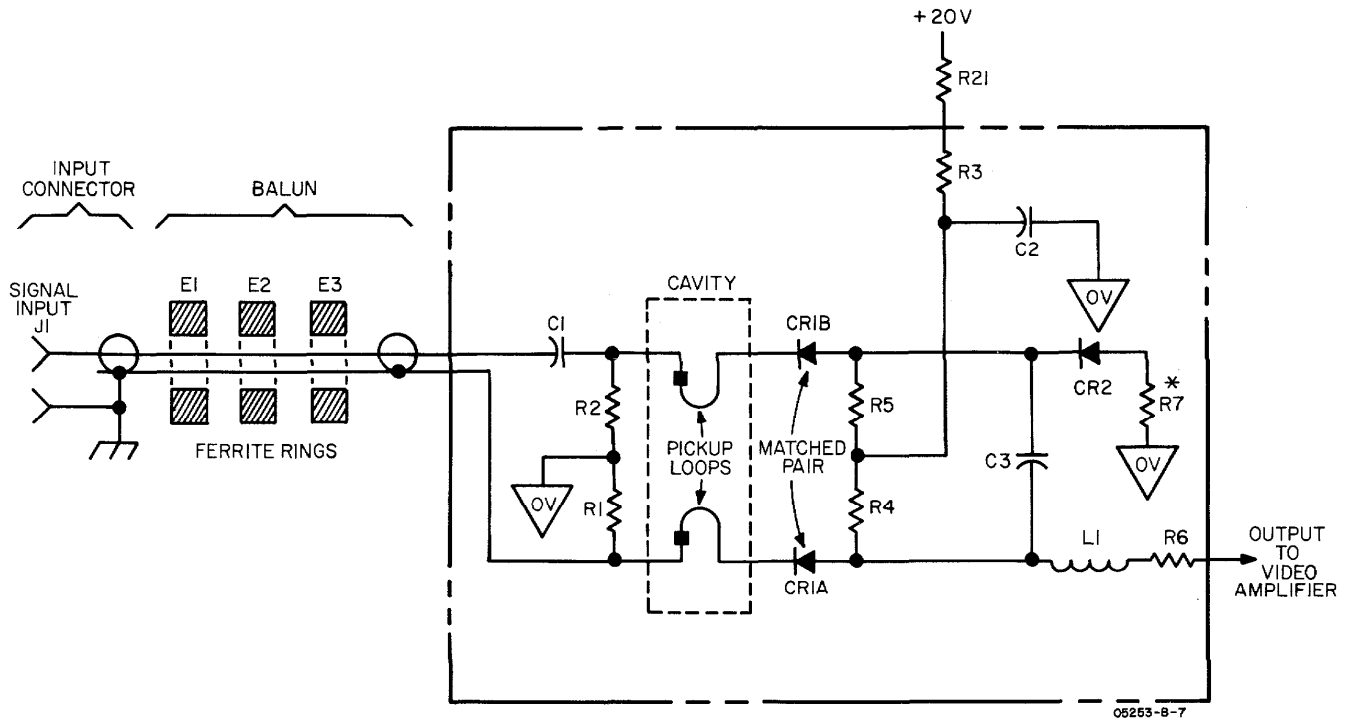 +20V
R21
INPUT
CONNECTOR
BALUN
R3
C2
E1
E2
E3
CAVITY
0V
SIGNAL
INPUT
J1
C1
CR1B
CR2
*
R7
R2
R5
FERRITE RINGS
PICKUP
LOOPS
MATCHED
PAIR
C3
0V
0V
R1
R4
L1
R6
OUTPUT
TO
VIDEO
AMPLIFIER
CR1A
05253-B-7